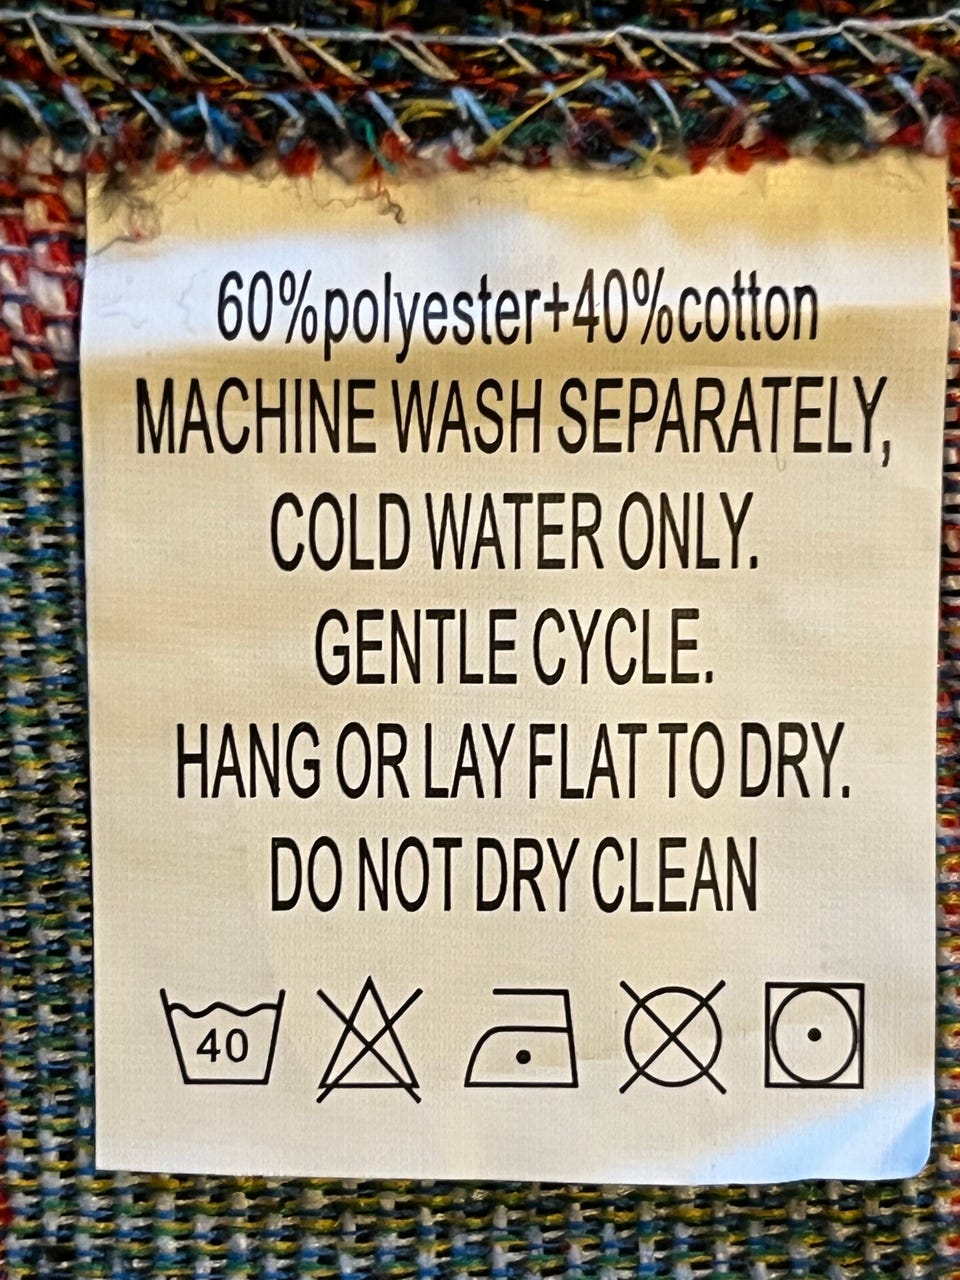 60%polyester+40%cotton
MACHINE WASH SEPARATELY,
COLD WATER ONLY.
GENTLE CYCLE.
HANG OR LAY FLAT TO DRY.
DO NOT DRY CLEAN
40